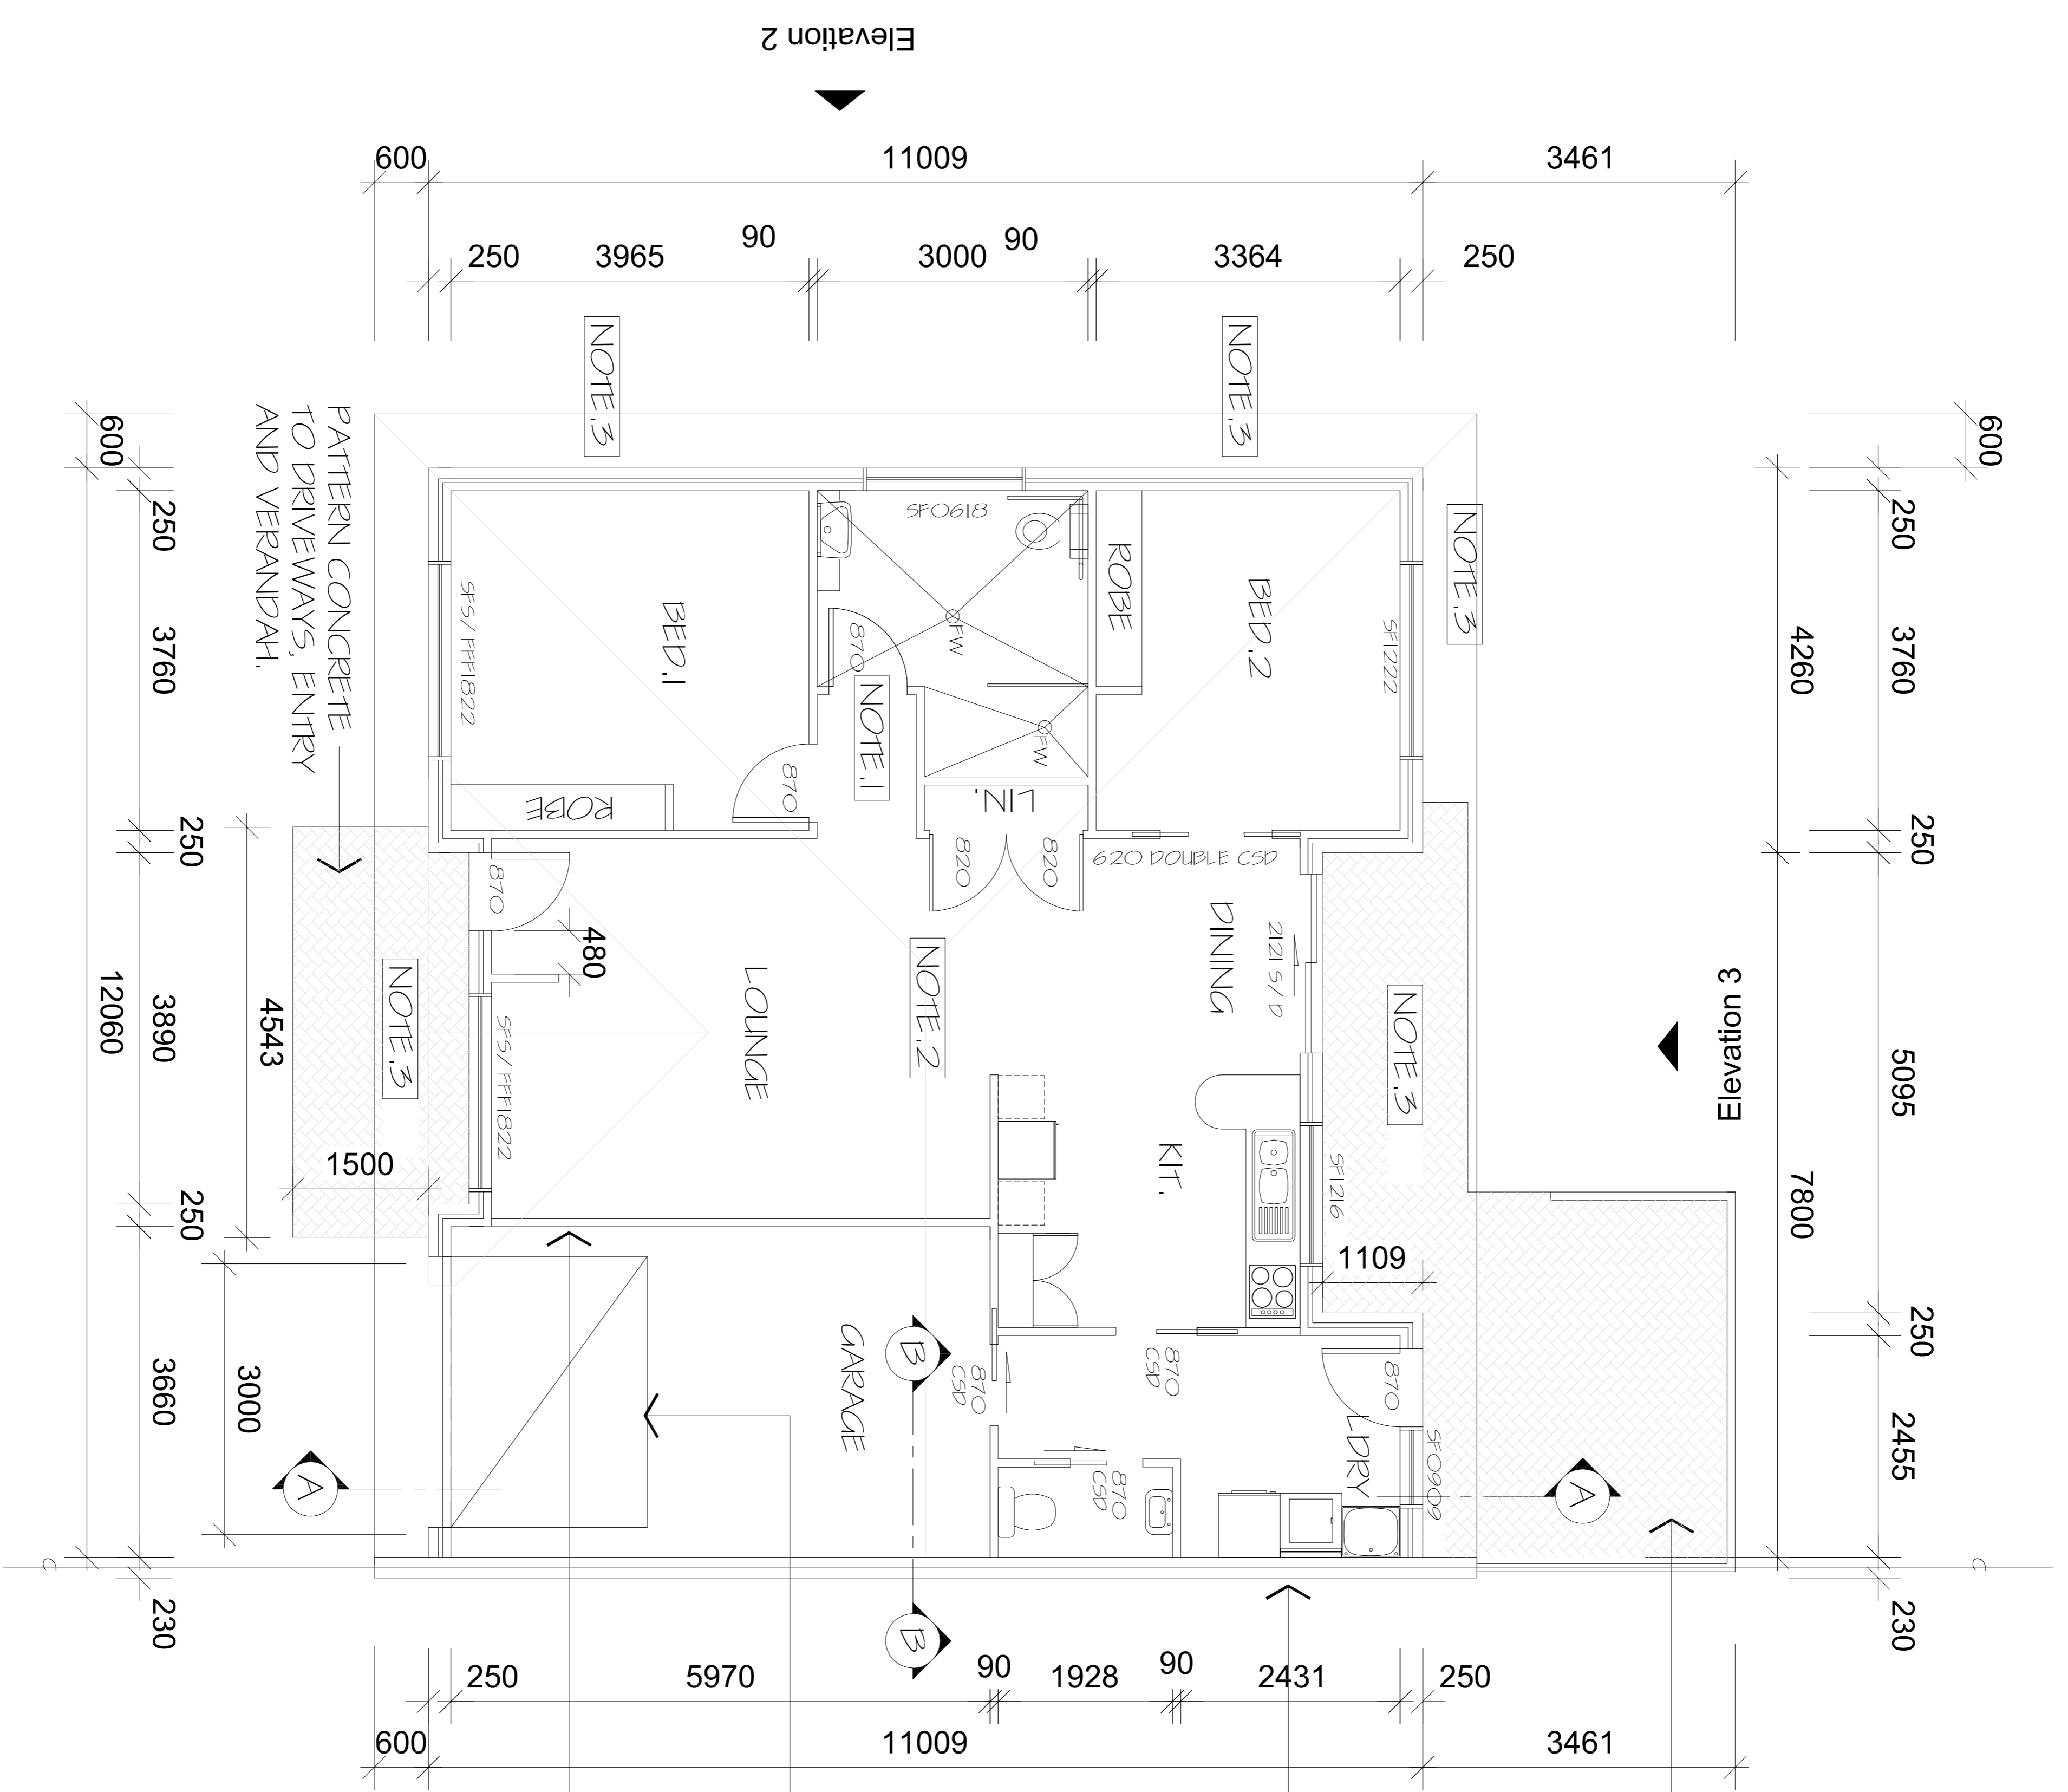 Elevation 2
600
11009
3461
250
3965
90
3000
90
3364
250
NOTE.3
NOTE.3
600
PATTERN CONCRETE
TO DRIVEWAYS, ENTRY
AND VERANDAH.
600
250
3760
250
3890
250
3660
230
12060
4543
3000
1500
NOTE.3
250
3760
4260
250
5095
7800
250
2455
230
NOTE.3
SF0618
ROBE
BED.2
SF1222
BED.1
SFS/FFF1822
FW
870
NOTE.1
FW
870
ROBE
LIN.
820
820
620 DOUBLE CSD
870
480
NOTE.2
LOUNGE
DINING
2121 S/D
NOTE.3
Elevation 3
SFS/FFF1822
KIT.
SF1216
1109
GARAGE
B
870
CSD
870
CSD
870
LDRY
SF0909
870
CSD
A
A
C
C
B
250
5970
90
1928
90
2431
250
600
11009
3461